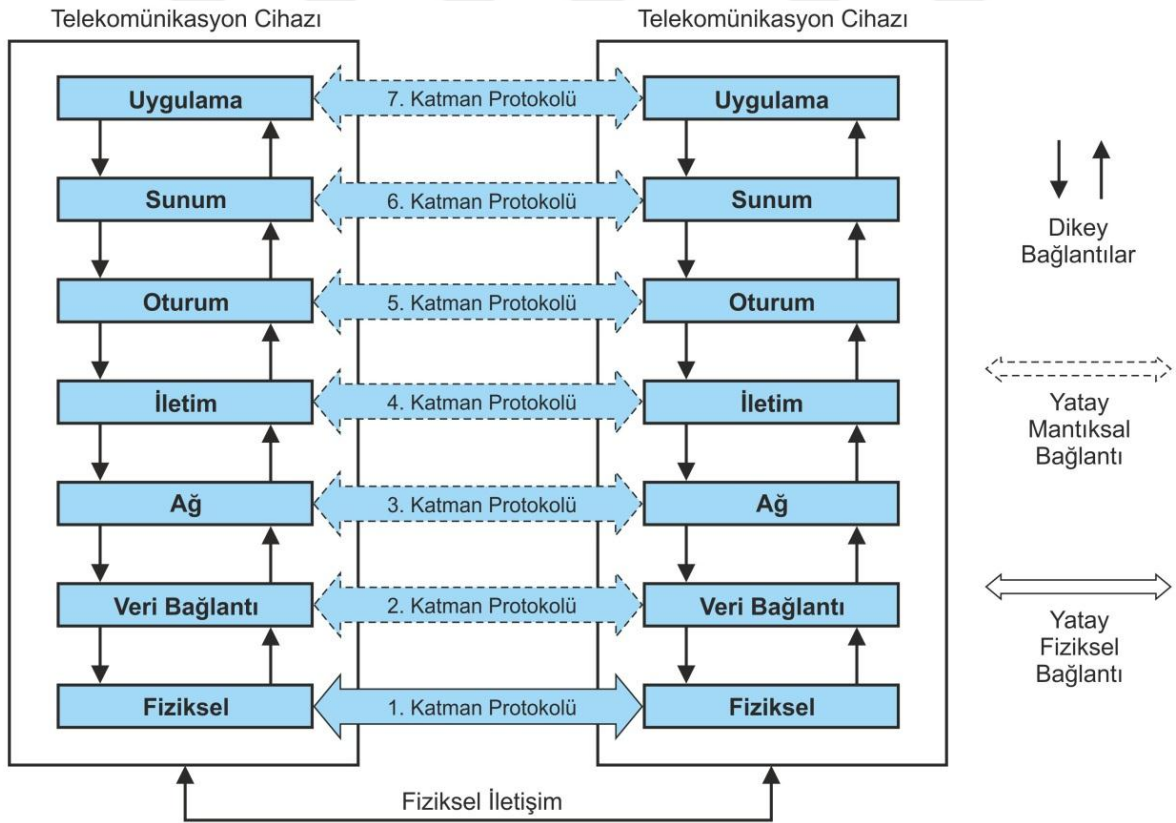 Telekomünikasyon Cihazı Telekomünikasyon Cihazı
Uygulama 7. Katman Protokolü Uygulama
Sunum 6. Katman Protokolü Sunum
Oturum 5. Katman Protokolü Oturum
İletim 4. Katman Protokolü İletim
Ağ 3. Katman Protokolü Ağ
Veri Bağlantı 2. Katman Protokolü Veri Bağlantı
Fiziksel 1. Katman Protokolü Fiziksel
Fiziksel İletişim
Dikey
Bağlantılar
Yatay
Mantıksal
Bağlantı
Yatay
Fiziksel
Bağlantı